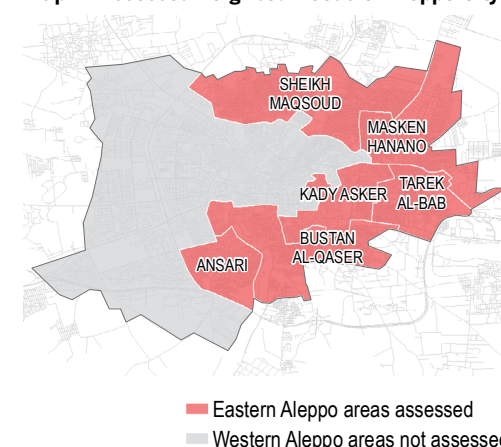 SHEIKH
MAQSOUD
MASKEN
HANANO
KADY ASKER
TAREK
AL-BAB
BUSTAN
AL-QASER
ANSARI
Eastern Aleppo areas assessed
Western Aleppo areas not assessed